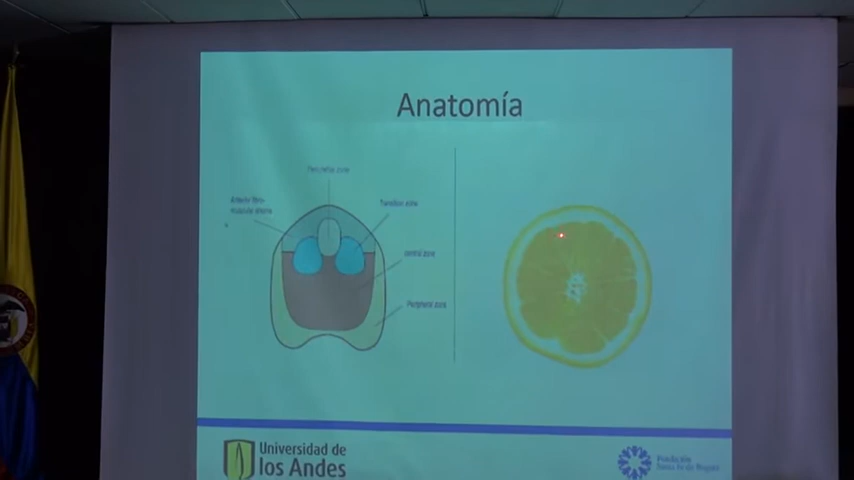 Anatomía
Periurethral zone
Anterior fibro-
muscular stroma
Transition zone
central zone
Peripheral zone
Universidad de
los Andes
Fundación
Santa Fe de Bogotá